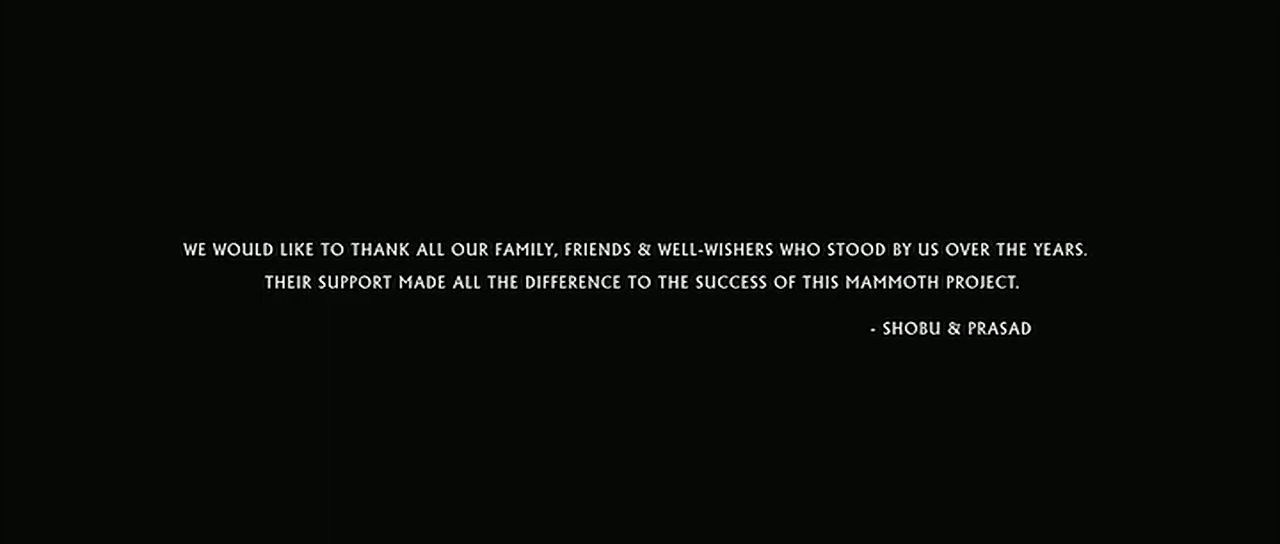 WE WOULD LIKE TO THANK ALL OUR FAMILY, FRIENDS & WELL-WISHERS WHO STOOD BY US OVER THE YEARS.
THEIR SUPPORT MADE ALL THE DIFFERENCE TO THE SUCCESS OF THIS MAMMOTH PROJECT.
- SHOBU & PRASAD